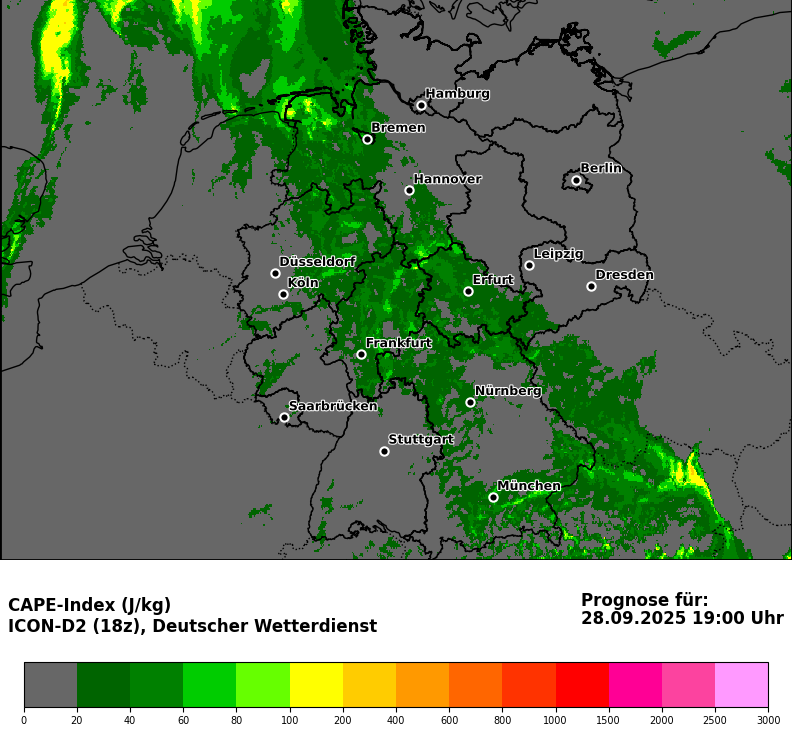 Hamburg
Bremen
Berlin
Hannover
Leipzig
Düsseldorf
Dresden
Erfurt
Köln
Frankfurt
Nürnberg
Saarbrücken
Stuttgart
München
CAPE-Index (J/kg)
ICON-D2 (18z), Deutscher Wetterdienst
Prognose für:
28.09.2025 19:00 Uhr
0 20 40 60 80 100 200 400 600 800 1000 1500 2000 2500 3000